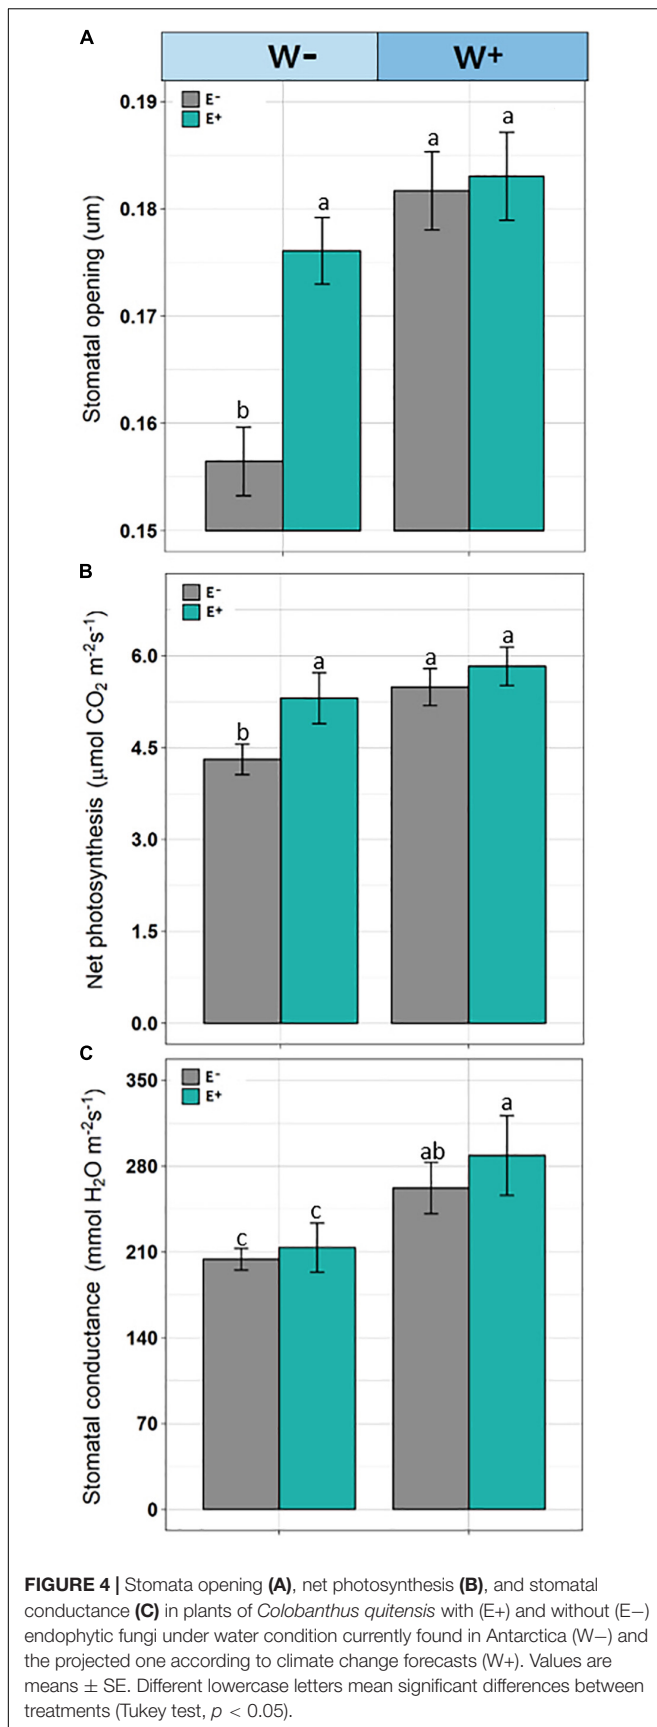 A
W- W+
E-
E+
Stomatal opening (um)
0.19
0.18
0.17
0.16
0.15
b
a
a
a
B
E-
E+
Net photosynthesis (µmol CO₂ m⁻²s⁻¹)
6.0
4.5
3.0
1.5
0.0
b
a
a
a
C
E-
E+
Stomatal conductance (mmol H₂O m⁻²s⁻¹)
350
280
210
140
70
0
c
c
ab
a
FIGURE 4 | Stomata opening (A), net photosynthesis (B), and stomatal
conductance (C) in plants of Colobanthus quitensis with (E+) and without (E−)
endophytic fungi under water condition currently found in Antarctica (W−) and
the projected one according to climate change forecasts (W+). Values are
means ± SE. Different lowercase letters mean significant differences between
treatments (Tukey test, p < 0.05).